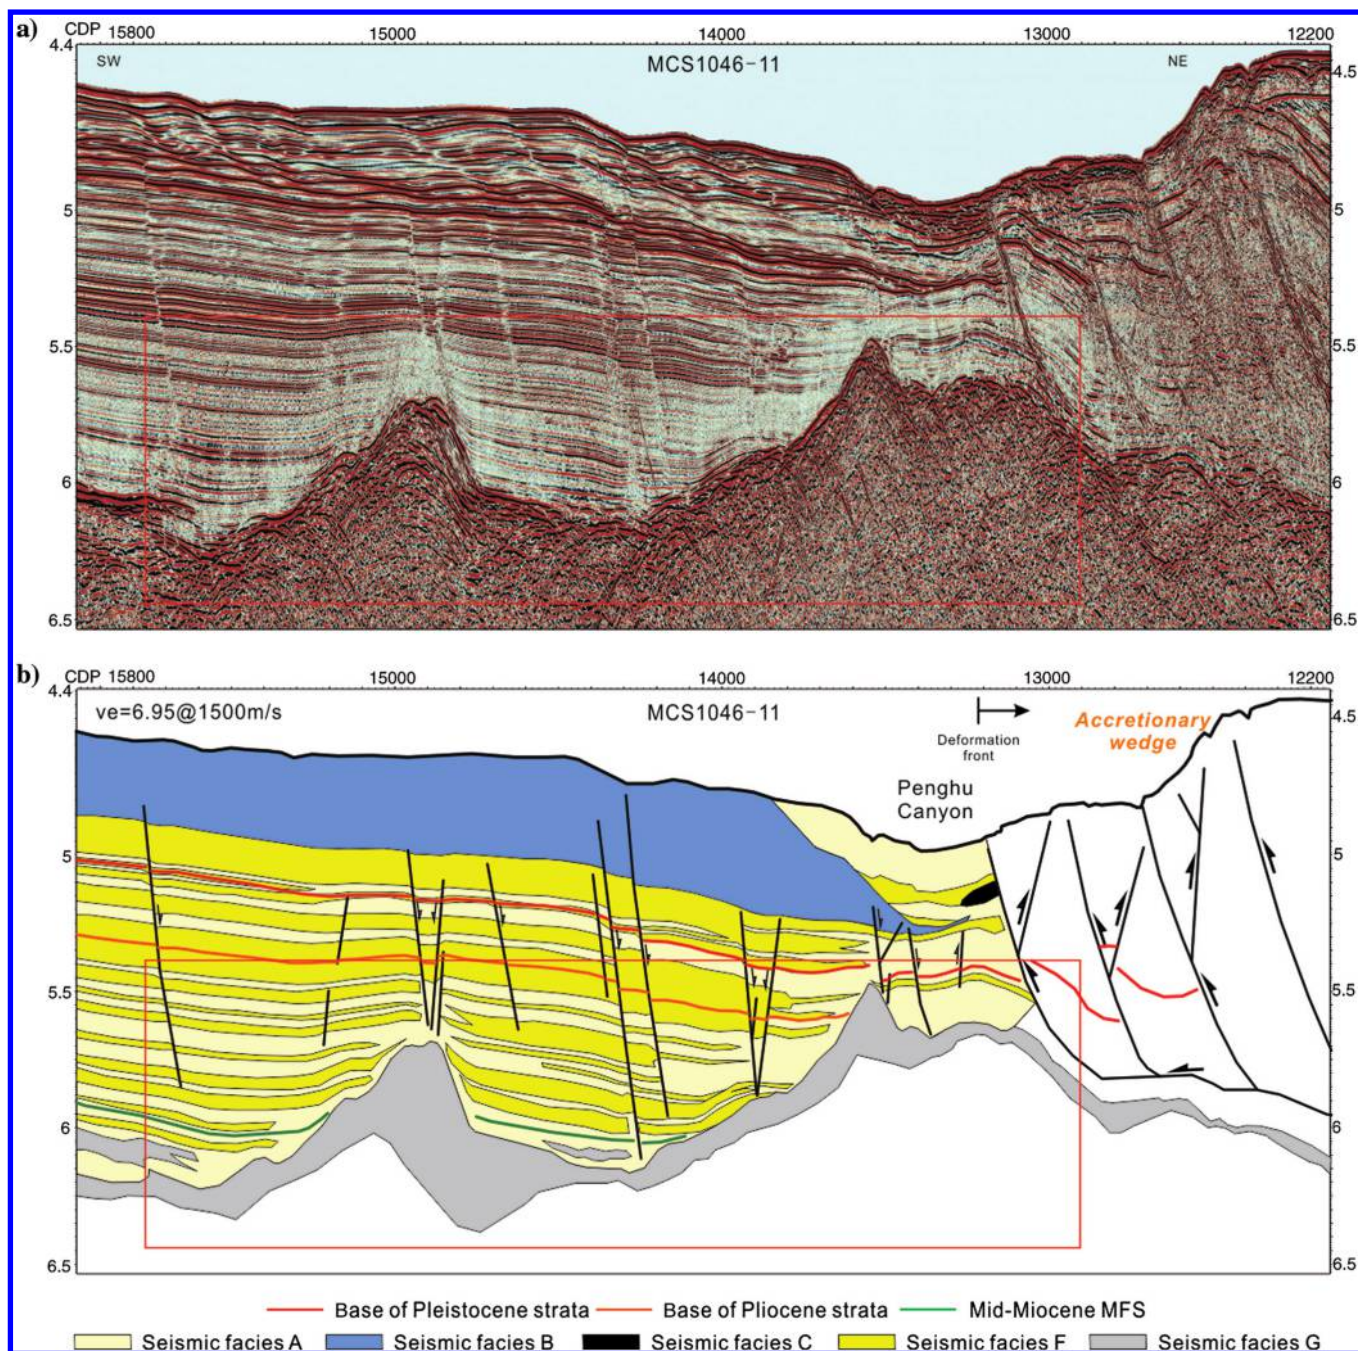 a)
CDP 15800 15000 14000 13000 12200
4.4 4.5
SW MCS1046-11 NE
5 5
5.5 5.5
6 6
6.5 6.5
b)
CDP 15800 15000 14000 13000 12200
4.4 4.5
ve=6.95@1500m/s MCS1046-11
Deformation
front
Accretionary
wedge
Penghu
Canyon
5 5
5.5 5.5
6 6
6.5 6.5
Base of Pleistocene strata Base of Pliocene strata Mid-Miocene MFS
Seismic facies A Seismic facies B Seismic facies C Seismic facies F Seismic facies G